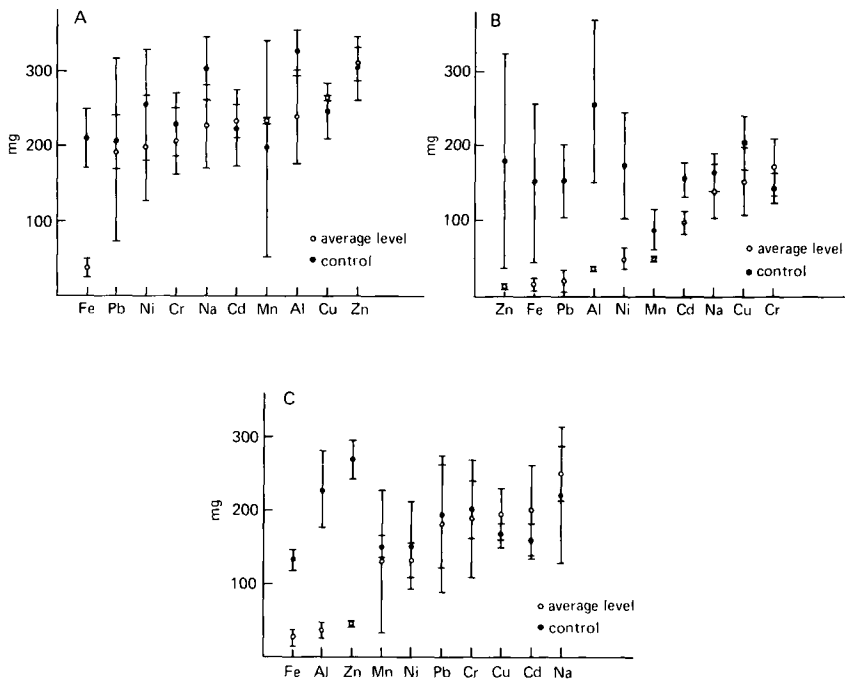 A
300
200
100
mg
average level
control
Fe Pb Ni Cr Na Cd Mn Al Cu Zn
B
300
200
100
mg
average level
control
Zn Fe Pb Al Ni Mn Cd Na Cu Cr
C
300
200
100
mg
average level
control
Fe Al Zn Mn Ni Pb Cr Cu Cd Na